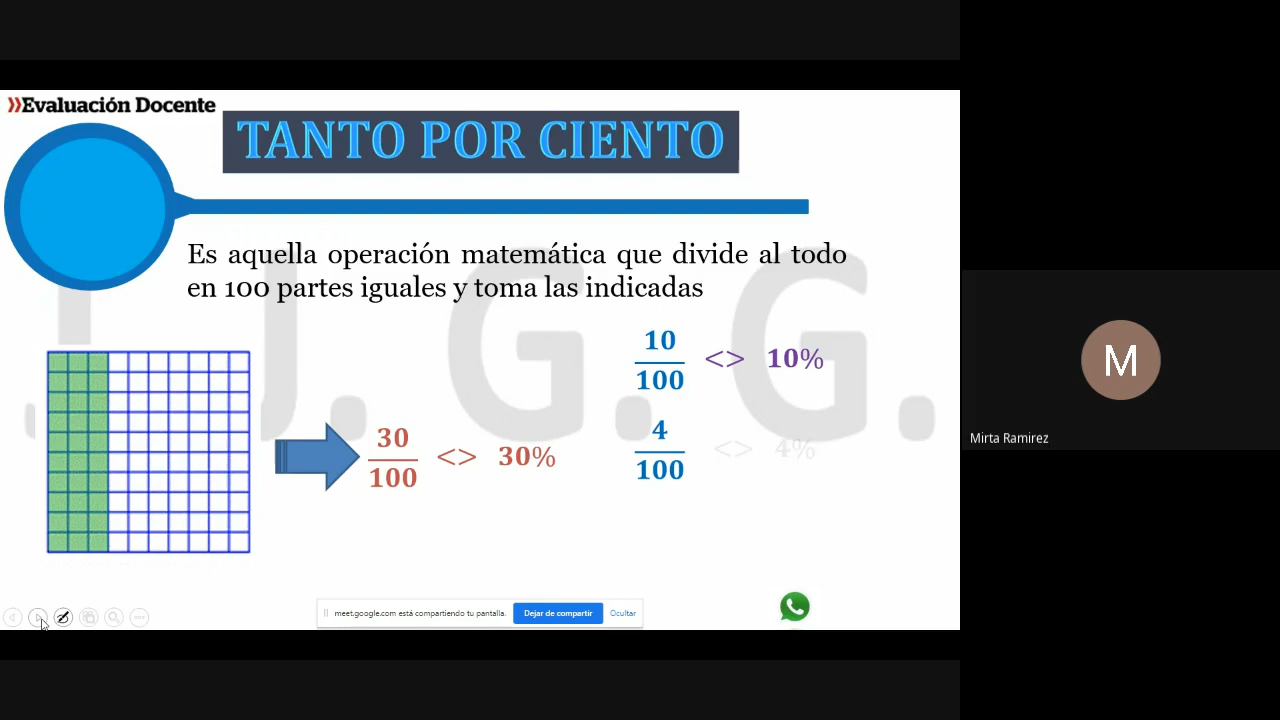 »Evaluación Docente
TANTO POR CIENTO
Es aquella operación matemática que divide al todo
en 100 partes iguales y toma las indicadas
J. G. G.
10/100 <> 10%
4/100 <> 4%
30/100 <> 30%
meet.google.com está compartiendo tu pantalla. Dejar de compartir Ocultar
M
Mirta Ramirez